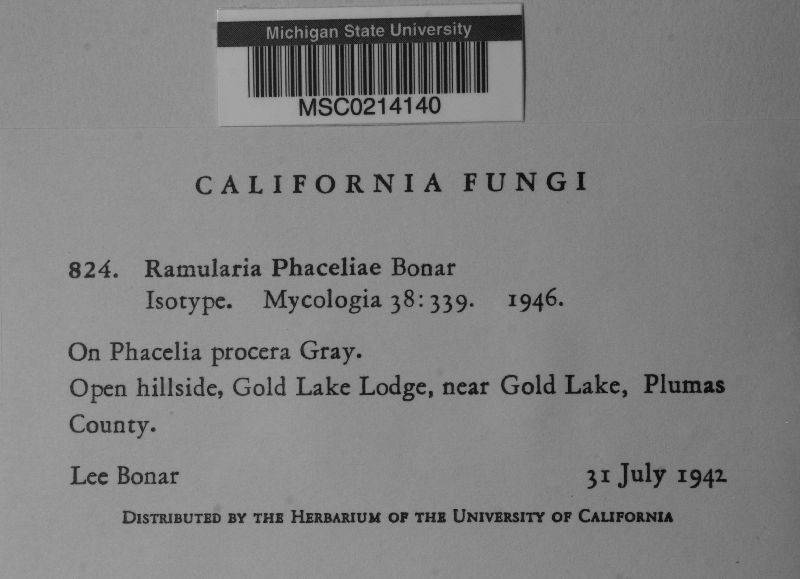 Michigan State University
MSC0214140
CALIFORNIA FUNGI
824. Ramularia Phaceliae Bonar
Isotype. Mycologia 38: 339. 1946.
On Phacelia procera Gray.
Open hillside, Gold Lake Lodge, near Gold Lake, Plumas
County.
Lee Bonar 31 July 1942
DISTRIBUTED BY THE HERBARIUM OF THE UNIVERSITY OF CALIFORNIA